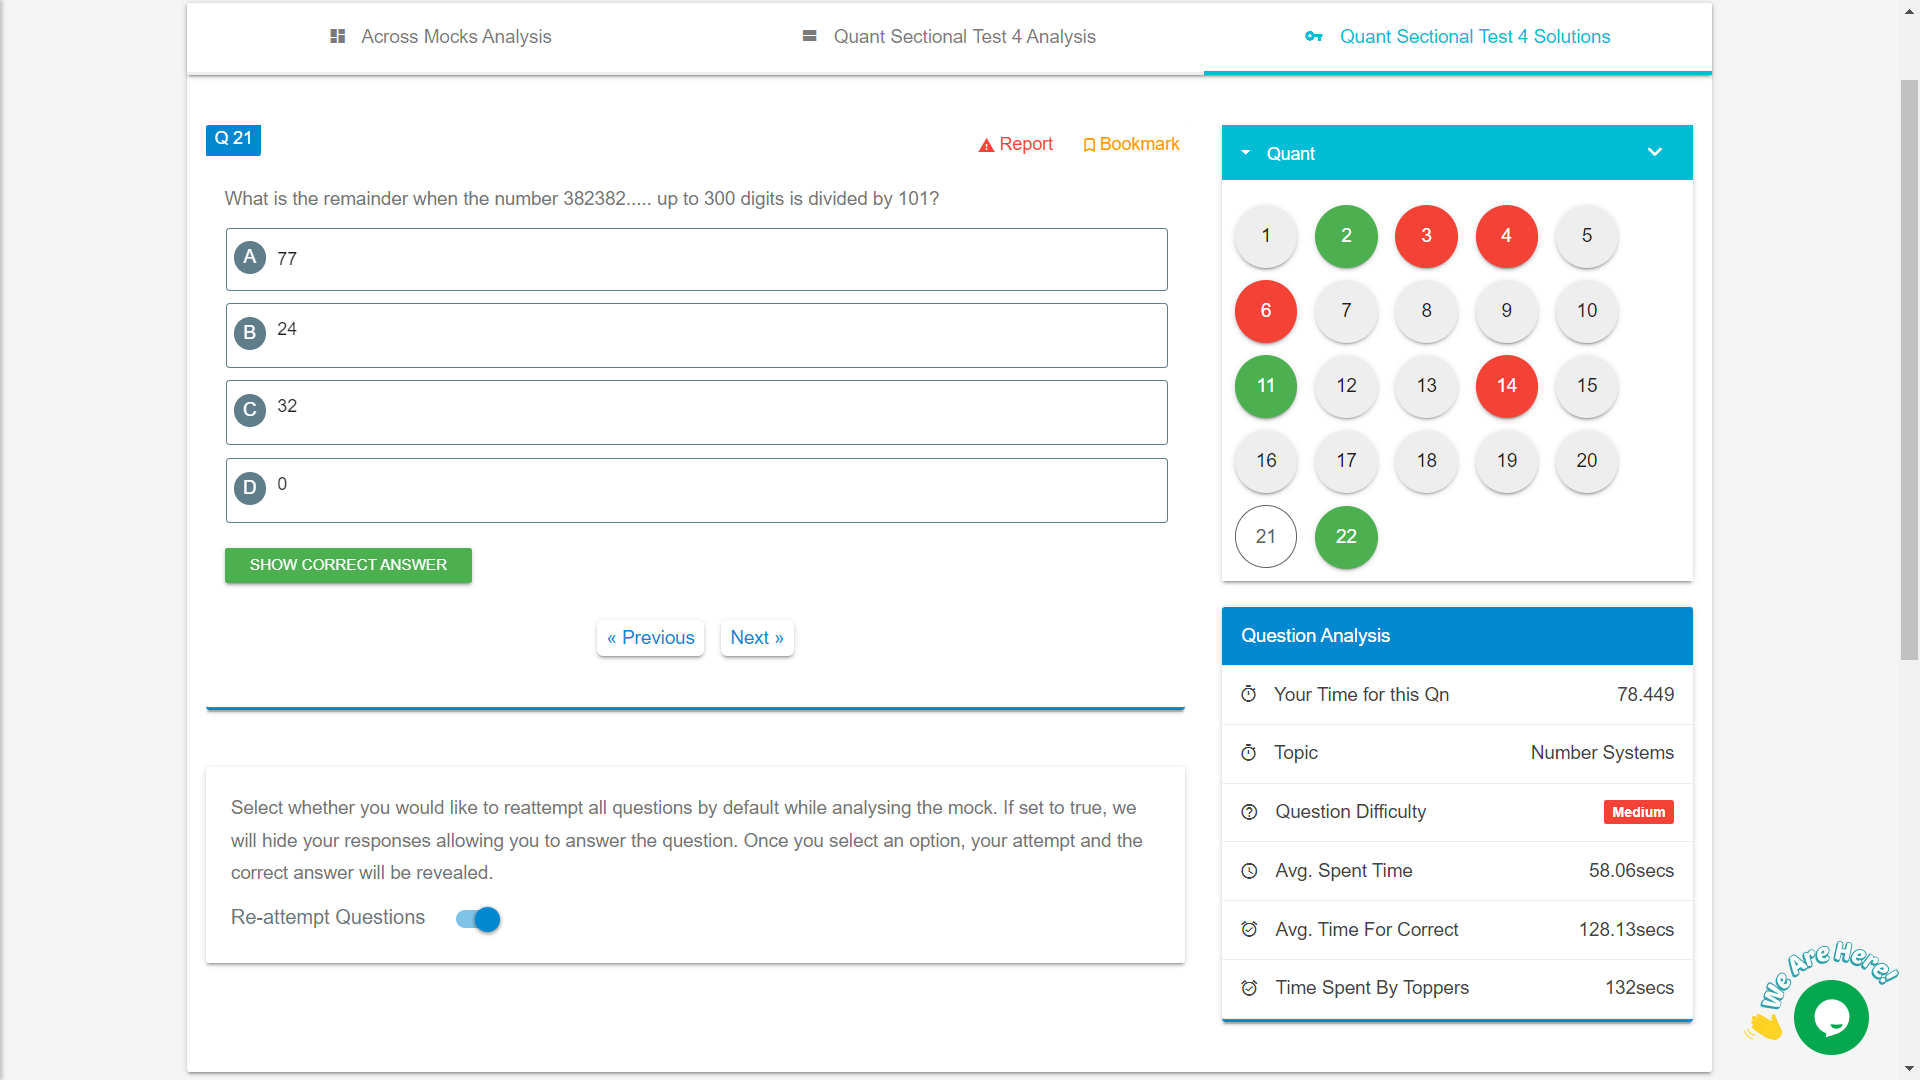 Across Mocks Analysis
Quant Sectional Test 4 Analysis
Quant Sectional Test 4 Solutions
Q 21
Report
Bookmark
What is the remainder when the number 382382..... up to 300 digits is divided by 101?
A 77
B 24
C 32
D 0
SHOW CORRECT ANSWER
« Previous
Next »
Select whether you would like to reattempt all questions by default while analysing the mock. If set to true, we
will hide your responses allowing you to answer the question. Once you select an option, your attempt and the
correct answer will be revealed.
Re-attempt Questions
Quant
1 2 3 4 5
6 7 8 9 10
11 12 13 14 15
16 17 18 19 20
21 22
Question Analysis
Your Time for this Qn 78.449
Topic Number Systems
Question Difficulty Medium
Avg. Spent Time 58.06secs
Avg. Time For Correct 128.13secs
Time Spent By Toppers 132secs
We Are Here!